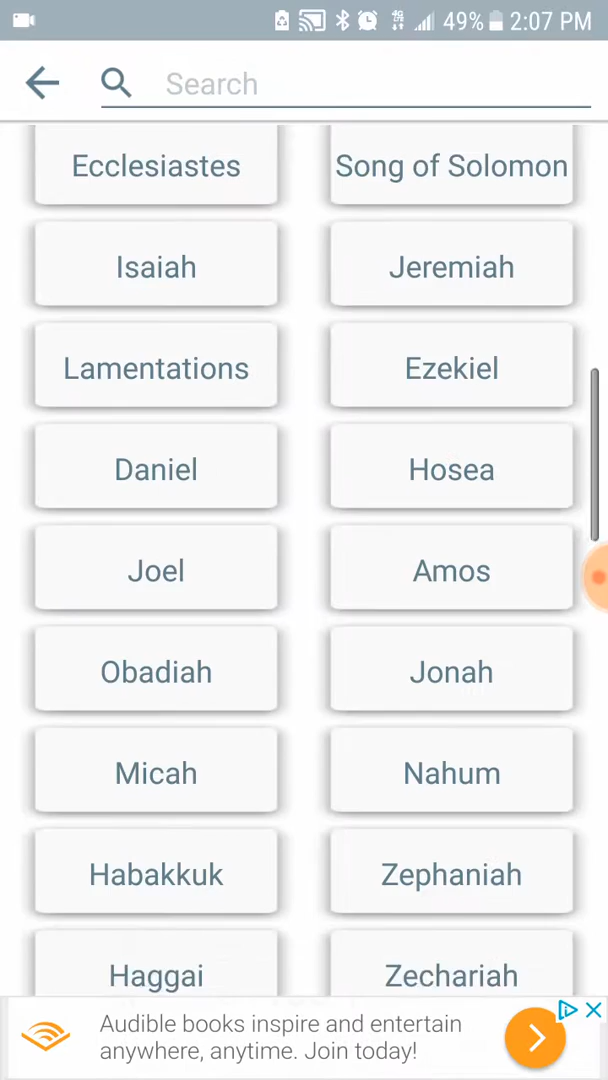 49% 2:07 PM
Search
Ecclesiastes Song of Solomon
Isaiah Jeremiah
Lamentations Ezekiel
Daniel Hosea
Joel Amos
Obadiah Jonah
Micah Nahum
Habakkuk Zephaniah
Haggai Zechariah
Audible books inspire and entertain
anywhere, anytime. Join today!